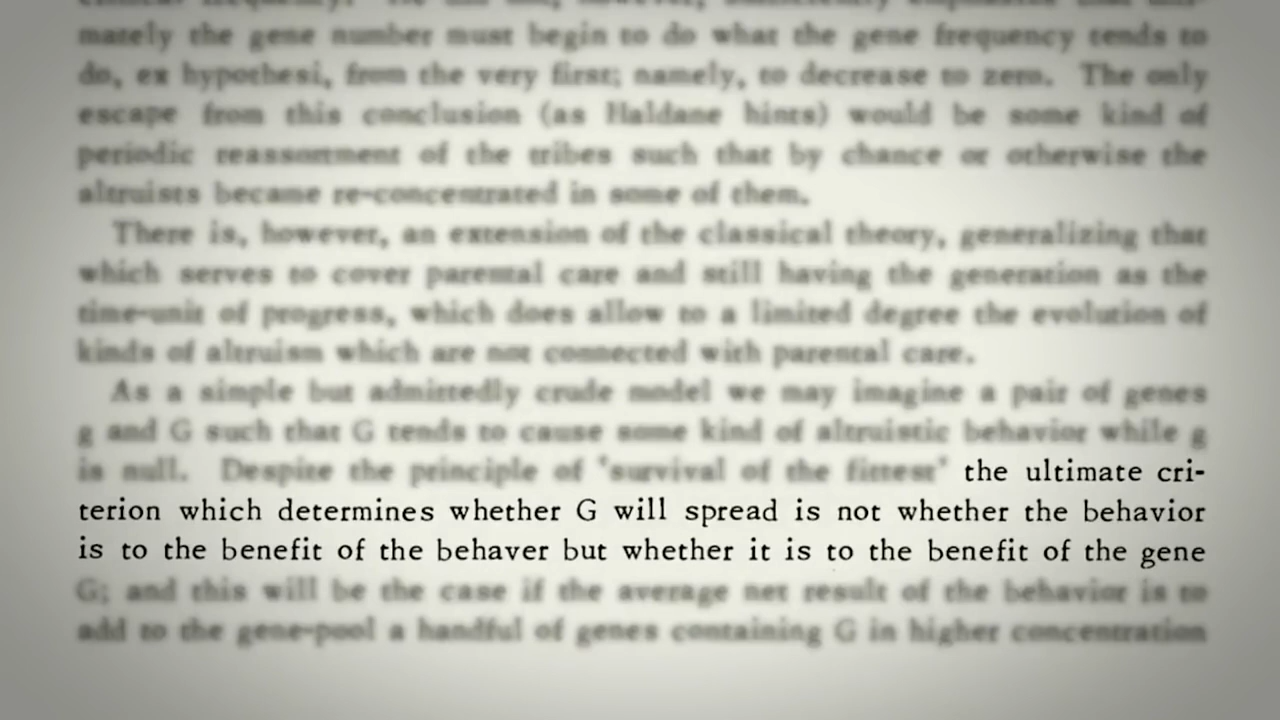 mately the gene number must begin to do what the gene frequency tends to
do, ex hypothesi, from the very first; namely, to decrease to zero. The only
escape from this conclusion (as Haldane hints) would be some kind of
periodic reassortment of the tribes such that by chance or otherwise the
altruists became re-concentrated in some of them.
There is, however, an extension of the classical theory, generalizing that
which serves to cover parental care and still having the generation as the
time-unit of progress, which does allow to a limited degree the evolution of
kinds of altruism which are not connected with parental care.
As a simple but admittedly crude model we may imagine a pair of genes
g and G such that G tends to cause some kind of altruistic behavior while g
is null. Despite the principle of 'survival of the fittest' the ultimate cri-
terion which determines whether G will spread is not whether the behavior
is to the benefit of the behaver but whether it is to the benefit of the gene
G; and this will be the case if the average net result of the behavior is to
add to the gene-pool a handful of genes containing G in higher concentration